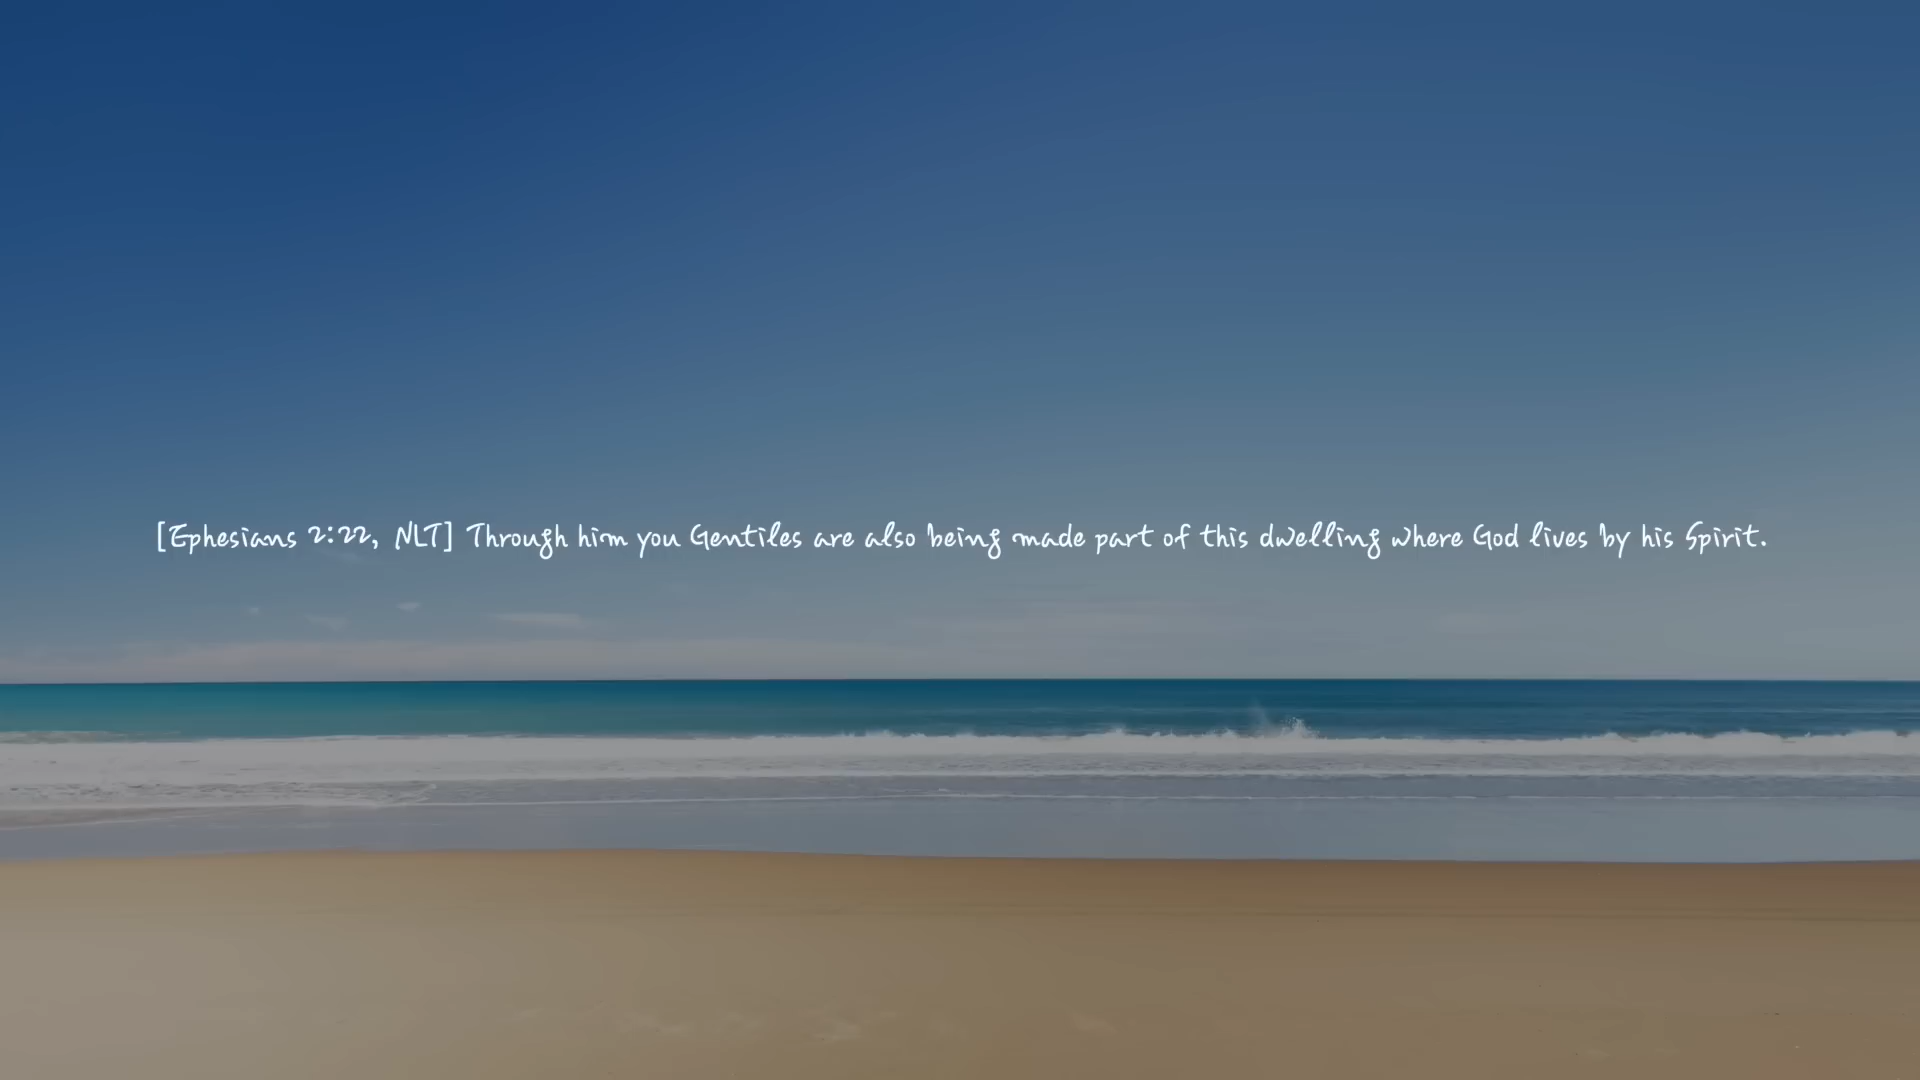 [Ephesians 2:22, NLT] Through him you Gentiles are also being made part of this dwelling where God lives by his Spirit.